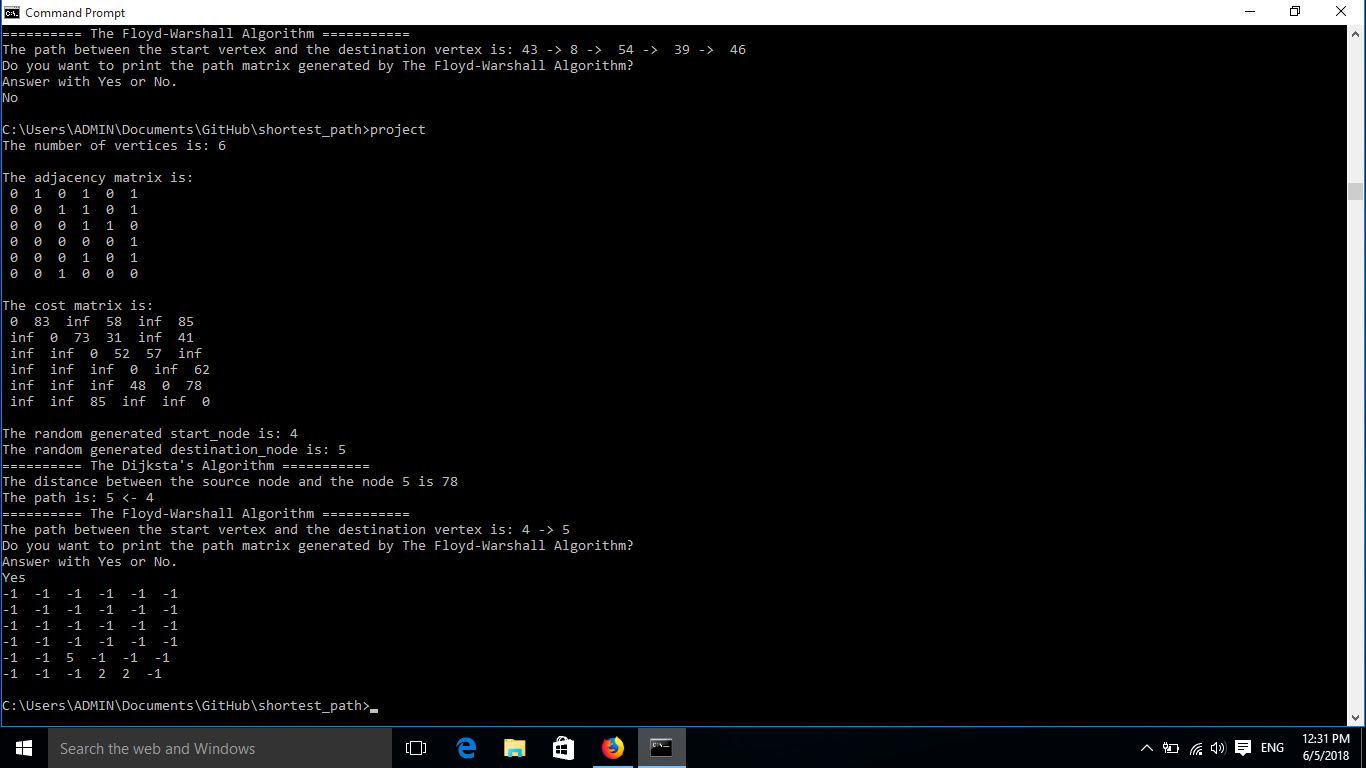 Command Prompt
========== The Floyd-Warshall Algorithm ===========
The path between the start vertex and the destination vertex is: 43 -> 8 ->  54 ->  39 ->  46
Do you want to print the path matrix generated by The Floyd-Warshall Algorithm?
Answer with Yes or No.
No
C:\Users\ADMIN\Documents\GitHub\shortest_path>project
The number of vertices is: 6
The adjacency matrix is:
0  1  0  1  0  1
0  0  1  1  0  1
0  0  0  1  1  0
0  0  0  0  0  1
0  0  0  1  0  1
0  0  1  0  0  0
The cost matrix is:
0  83  inf  58  inf  85
inf  0  73  31  inf  41
inf  inf  0  52  57  inf
inf  inf  inf  0  inf  62
inf  inf  inf  48  0  78
inf  inf  85  inf  inf  0
The random generated start_node is: 4
The random generated destination_node is: 5
========== The Dijksta's Algorithm ===========
The distance between the source node and the node 5 is 78
The path is: 5 <- 4
========== The Floyd-Warshall Algorithm ===========
The path between the start vertex and the destination vertex is: 4 -> 5
Do you want to print the path matrix generated by The Floyd-Warshall Algorithm?
Answer with Yes or No.
Yes
-1  -1  -1  -1  -1  -1
-1  -1  -1  -1  -1  -1
-1  -1  -1  -1  -1  -1
-1  -1  -1  -1  -1  -1
-1  -1  5  -1  -1  -1
-1  -1  -1  2  2  -1
C:\Users\ADMIN\Documents\GitHub\shortest_path>
Search the web and Windows
ENG
12:31 PM
6/5/2018